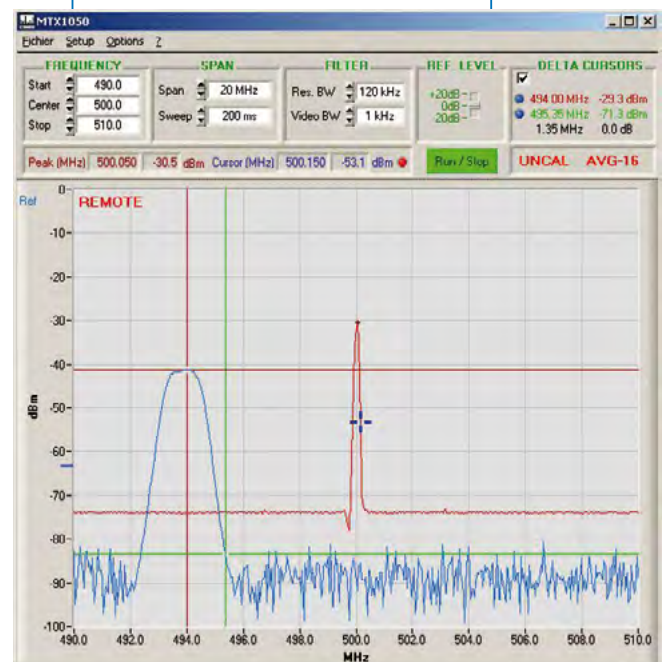 MTX1050
Fichier Setup Options ?
FREQUENCY SPAN FILTER REF. LEVEL DELTA CURSORS
Start 490.0
Center 500.0
Stop 510.0
Span 20 MHz
Sweep 200 ms
Res. BW 120 kHz
Video BW 1 kHz
+20dB
0dB
-20dB
494.00 MHz -29.3 dBm
495.35 MHz -71.3 dBm
1.35 MHz 0.0 dB
Peak (MHz) 500.050 -30.5 dBm Cursor (MHz) 500.150 -53.1 dBm
Run / Stop
UNCAL AVG-16
Ref
REMOTE
0
-10
-20
-30
-40
-50
-60
-70
-80
-90
-100
dBm
490.0 492.0 494.0 496.0 498.0 500.0 502.0 504.0 506.0 508.0 510.0
MHz